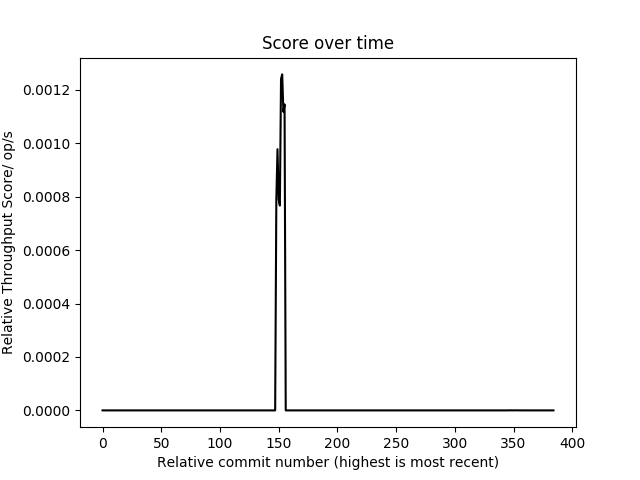 Score over time
Relative Throughput Score/ op/s
0.0012
0.0010
0.0008
0.0006
0.0004
0.0002
0.0000
0 50 100 150 200 250 300 350 400
Relative commit number (highest is most recent)